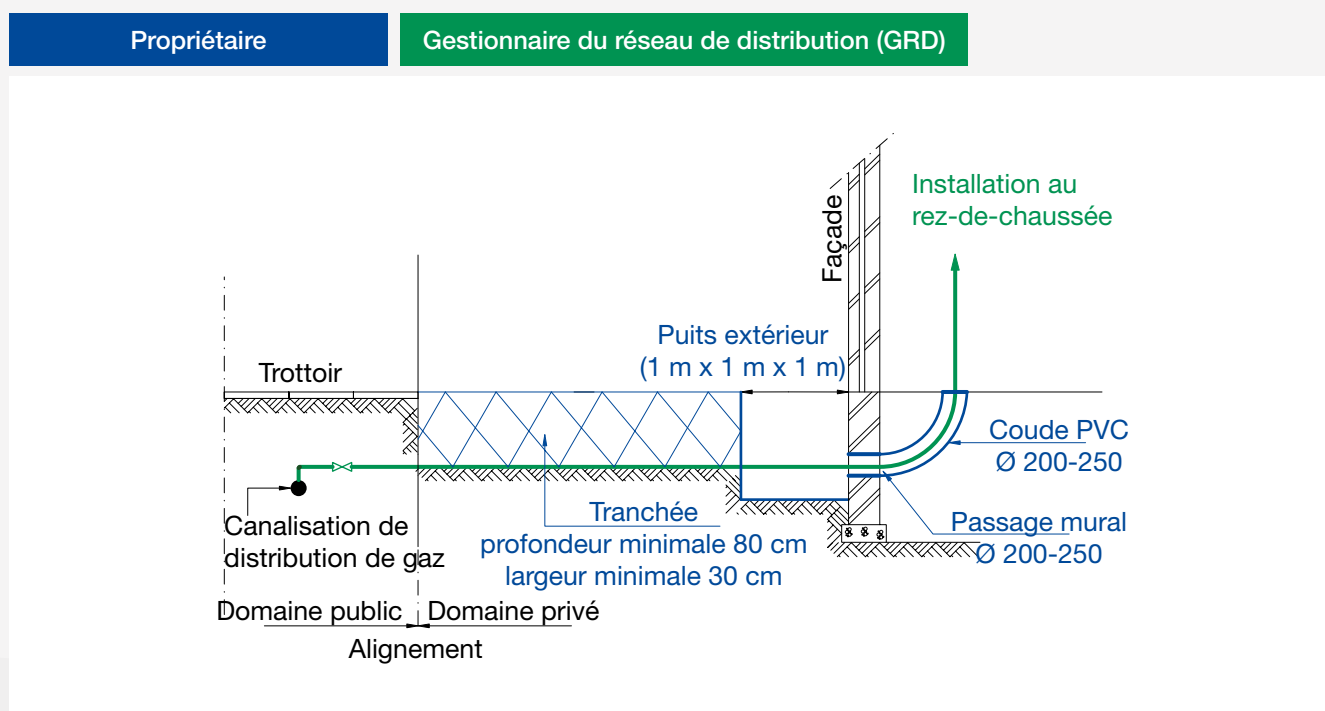 Propriétaire
Gestionnaire du réseau de distribution (GRD)
Installation au
rez-de-chaussée
Façade
Puits extérieur
(1 m x 1 m x 1 m)
Trottoir
Coude PVC
Ø 200-250
Canalisation de
distribution de gaz
Tranchée
profondeur minimale 80 cm
largeur minimale 30 cm
Passage mural
Ø 200-250
Domaine public
Domaine privé
Alignement